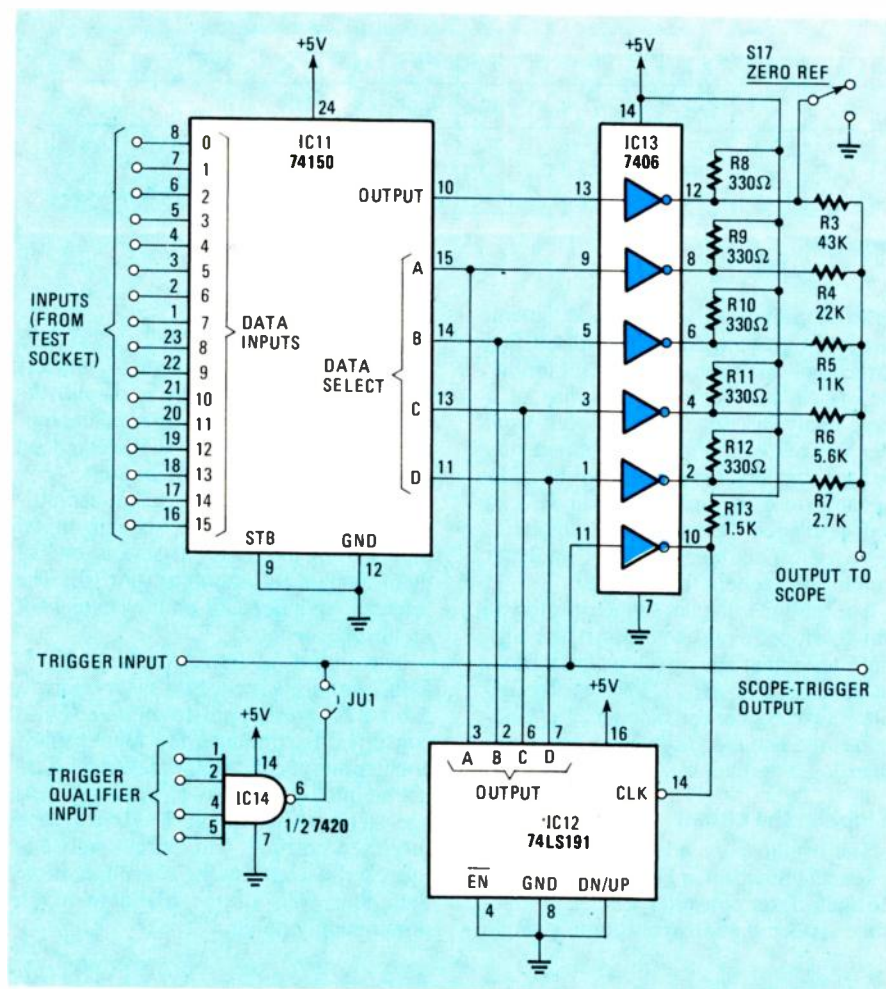 +5V
24
IC11
74150
8 0
7 1
6 2
5 3
4 4
3 5
2 6
1 7
23 8
22 9
21 10
20 11
19 12
18 13
17 14
16 15
INPUTS
(FROM
TEST
SOCKET)
DATA
INPUTS
OUTPUT
10
DATA
SELECT
A
15
B
14
C
13
D
11
STB
9
GND
12
+5V
14
IC13
7406
13 12
9 8
5 6
3 4
1 2
11 10
7
S17
ZERO REF
R8
330Ω
R9
330Ω
R10
330Ω
R11
330Ω
R12
330Ω
R13
1.5K
R3
43K
R4
22K
R5
11K
R6
5.6K
R7
2.7K
OUTPUT TO
SCOPE
TRIGGER INPUT
SCOPE-TRIGGER
OUTPUT
JU1
+5V
14
TRIGGER
QUALIFIER
INPUT
1
2
4
5
IC14
6
1/2 7420
7
+5V
16
3 2 6 7
A B C D
OUTPUT
CLK
14
IC12
74LS191
EN GND DN/UP
4 8